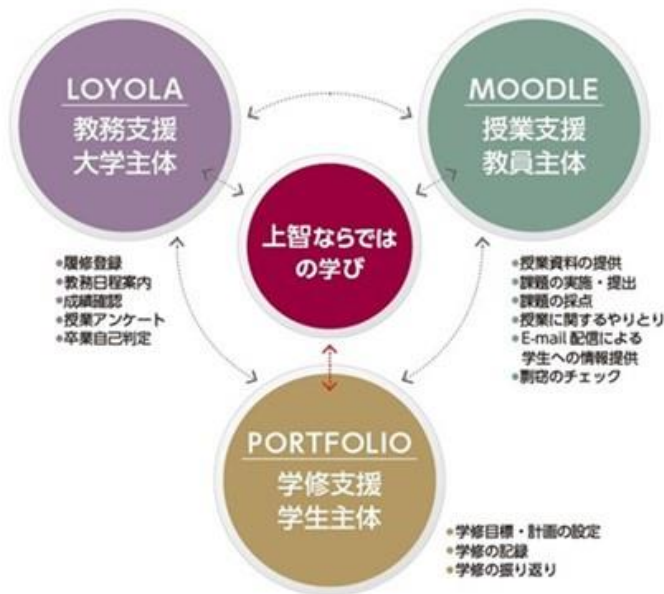 LOYOLA
教務支援
大学主体
MOODLE
授業支援
教員主体
上智ならでは
の学び
●履修登録
●教務日程案内
●成績確認
●授業アンケート
●卒業自己判定
●授業資料の提供
●課題の実施・提出
●課題の採点
●授業に関するやりとり
●E-mail 配信による
学生への情報提供
●剽窃のチェック
PORTFOLIO
学修支援
学生主体
●学修目標・計画の設定
●学修の記録
●学修の振り返り